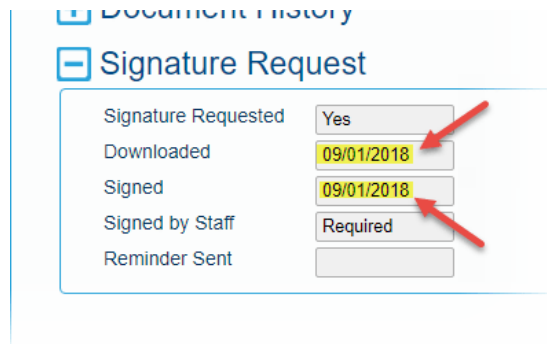 Document History
Signature Request
Signature Requested Yes
Downloaded 09/01/2018
Signed 09/01/2018
Signed by Staff Required
Reminder Sent